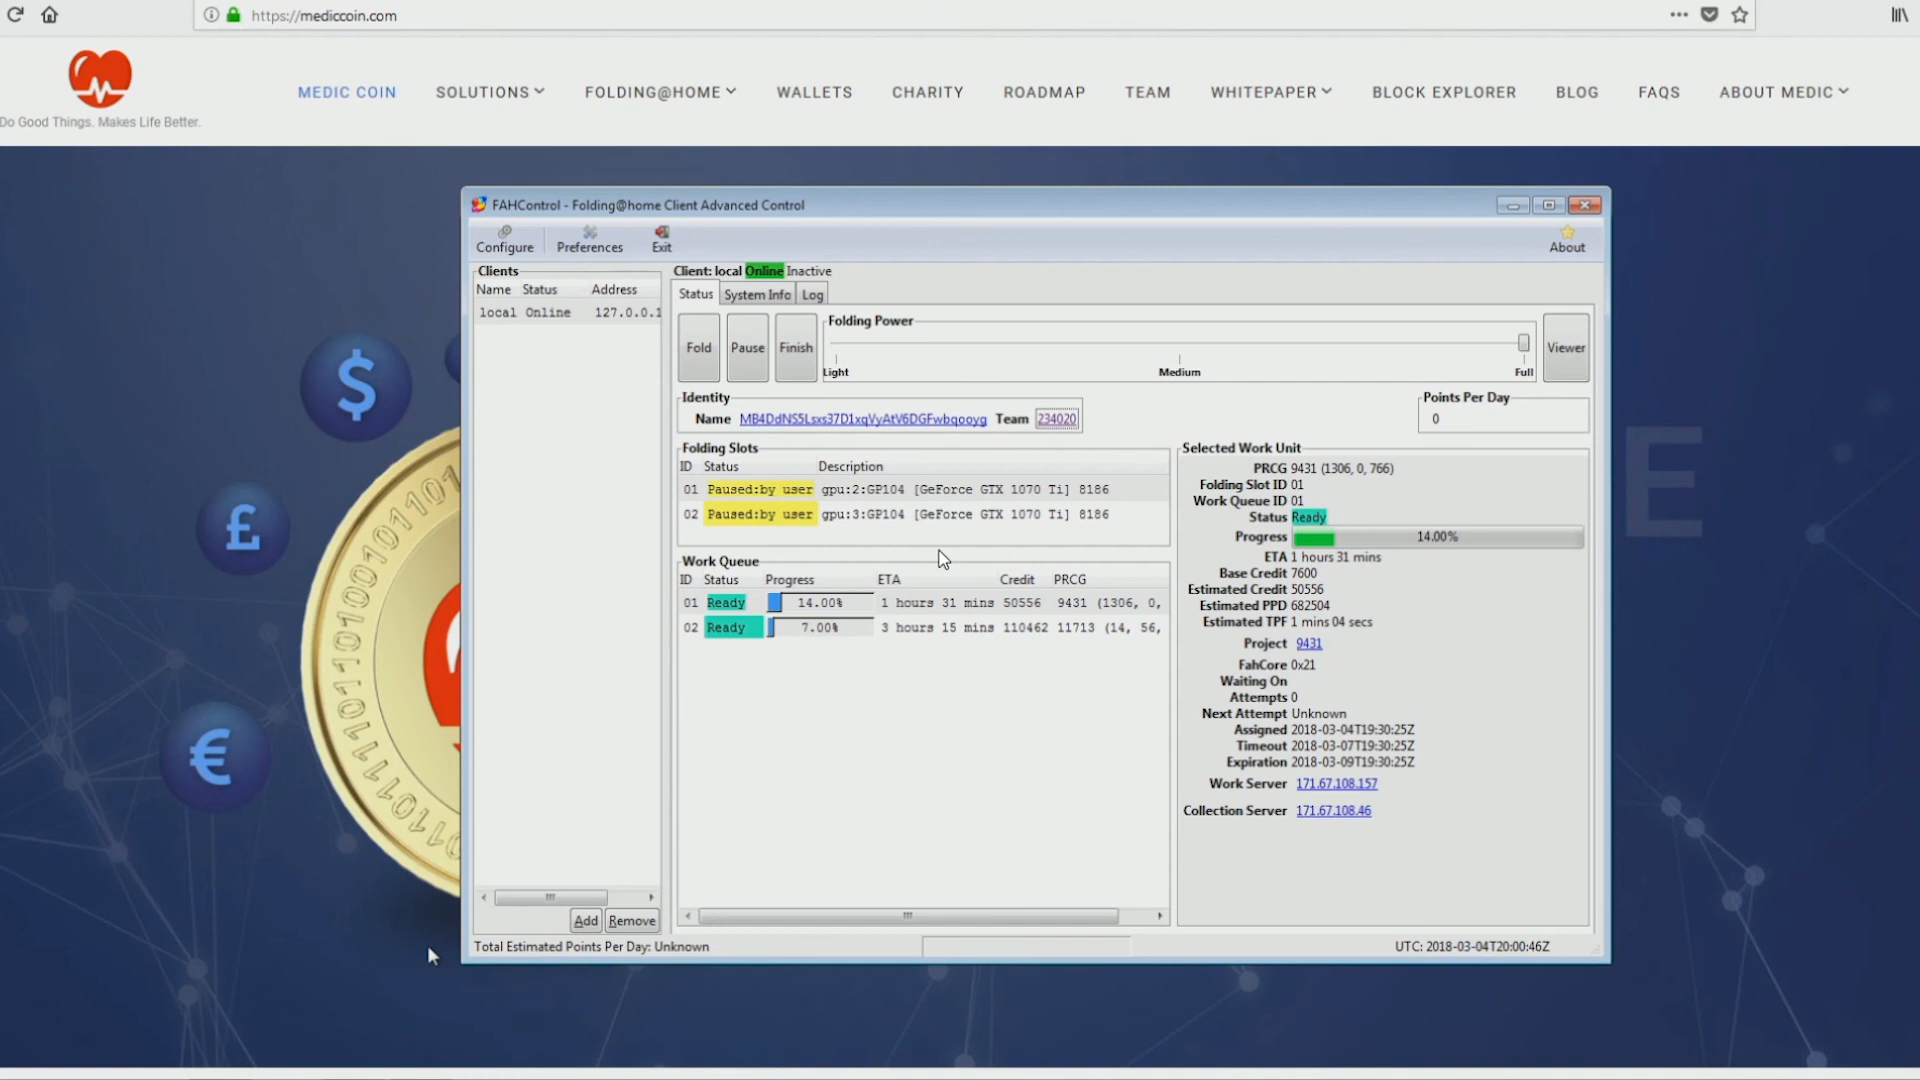 https://mediccoin.com
Do Good Things. Makes Life Better.
MEDIC COIN SOLUTIONS FOLDING@HOME WALLETS CHARITY ROADMAP TEAM WHITEPAPER BLOCK EXPLORER BLOG FAQS ABOUT MEDIC
FAHControl - Folding@home Client Advanced Control
Configure Preferences Exit About
Clients
Name Status Address
local Online 127.0.0.1
Client: local Online Inactive
Status System Info Log
Fold Pause Finish
Folding Power
Light Medium Full
Viewer
Identity
Name MB4DdNS5Lsxs37D1xqVyAtV6DGFwbqooyg Team 234020
Points Per Day
0
Folding Slots
ID Status Description
01 Paused:by user gpu:2:GP104 [GeForce GTX 1070 Ti] 8186
02 Paused:by user gpu:3:GP104 [GeForce GTX 1070 Ti] 8186
Work Queue
ID Status Progress ETA Credit PRCG
01 Ready 14.00% 1 hours 31 mins 50556 9431 (1306, 0,
02 Ready 7.00% 3 hours 15 mins 110462 11713 (14, 56,
Selected Work Unit
PRCG 9431 (1306, 0, 766)
Folding Slot ID 01
Work Queue ID 01
Status Ready
Progress 14.00%
ETA 1 hours 31 mins
Base Credit 7600
Estimated Credit 50556
Estimated PPD 682504
Estimated TPF 1 mins 04 secs
Project 9431
FahCore 0x21
Waiting On
Attempts 0
Next Attempt Unknown
Assigned 2018-03-04T19:30:25Z
Timeout 2018-03-07T19:30:25Z
Expiration 2018-03-09T19:30:25Z
Work Server 171.67.108.157
Collection Server 171.67.108.46
Add Remove
Total Estimated Points Per Day: Unknown
UTC: 2018-03-04T20:00:46Z
$
£
€
E